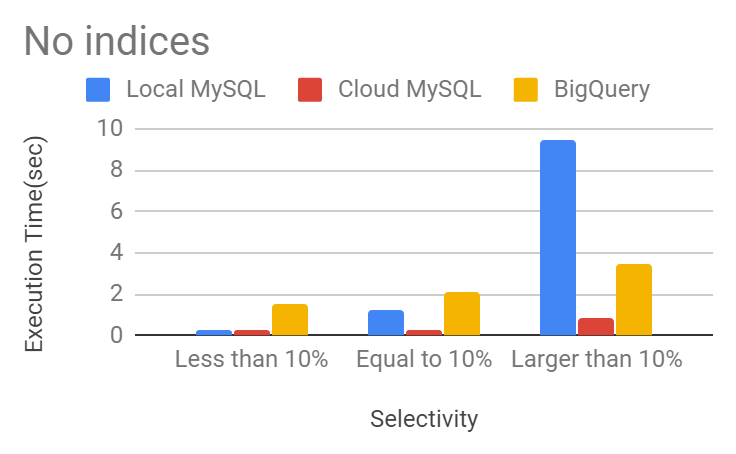 No indices
Local MySQL Cloud MySQL BigQuery
Execution Time(sec)
10
8
6
4
2
0
Less than 10% Equal to 10% Larger than 10%
Selectivity